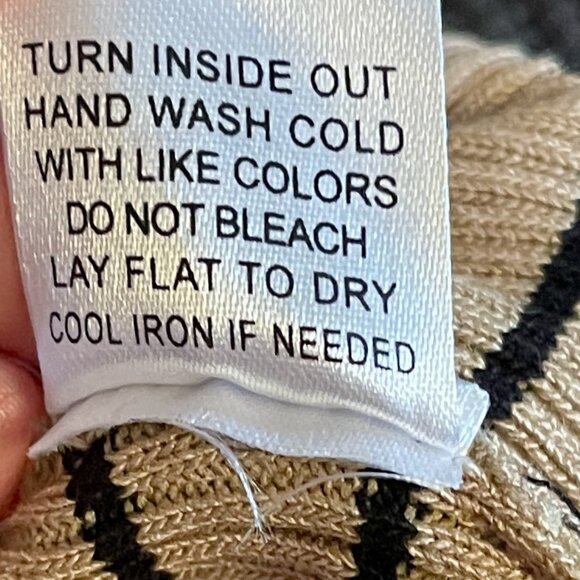 TURN INSIDE OUT
HAND WASH COLD
WITH LIKE COLORS
DO NOT BLEACH
LAY FLAT TO DRY
COOL IRON IF NEEDED